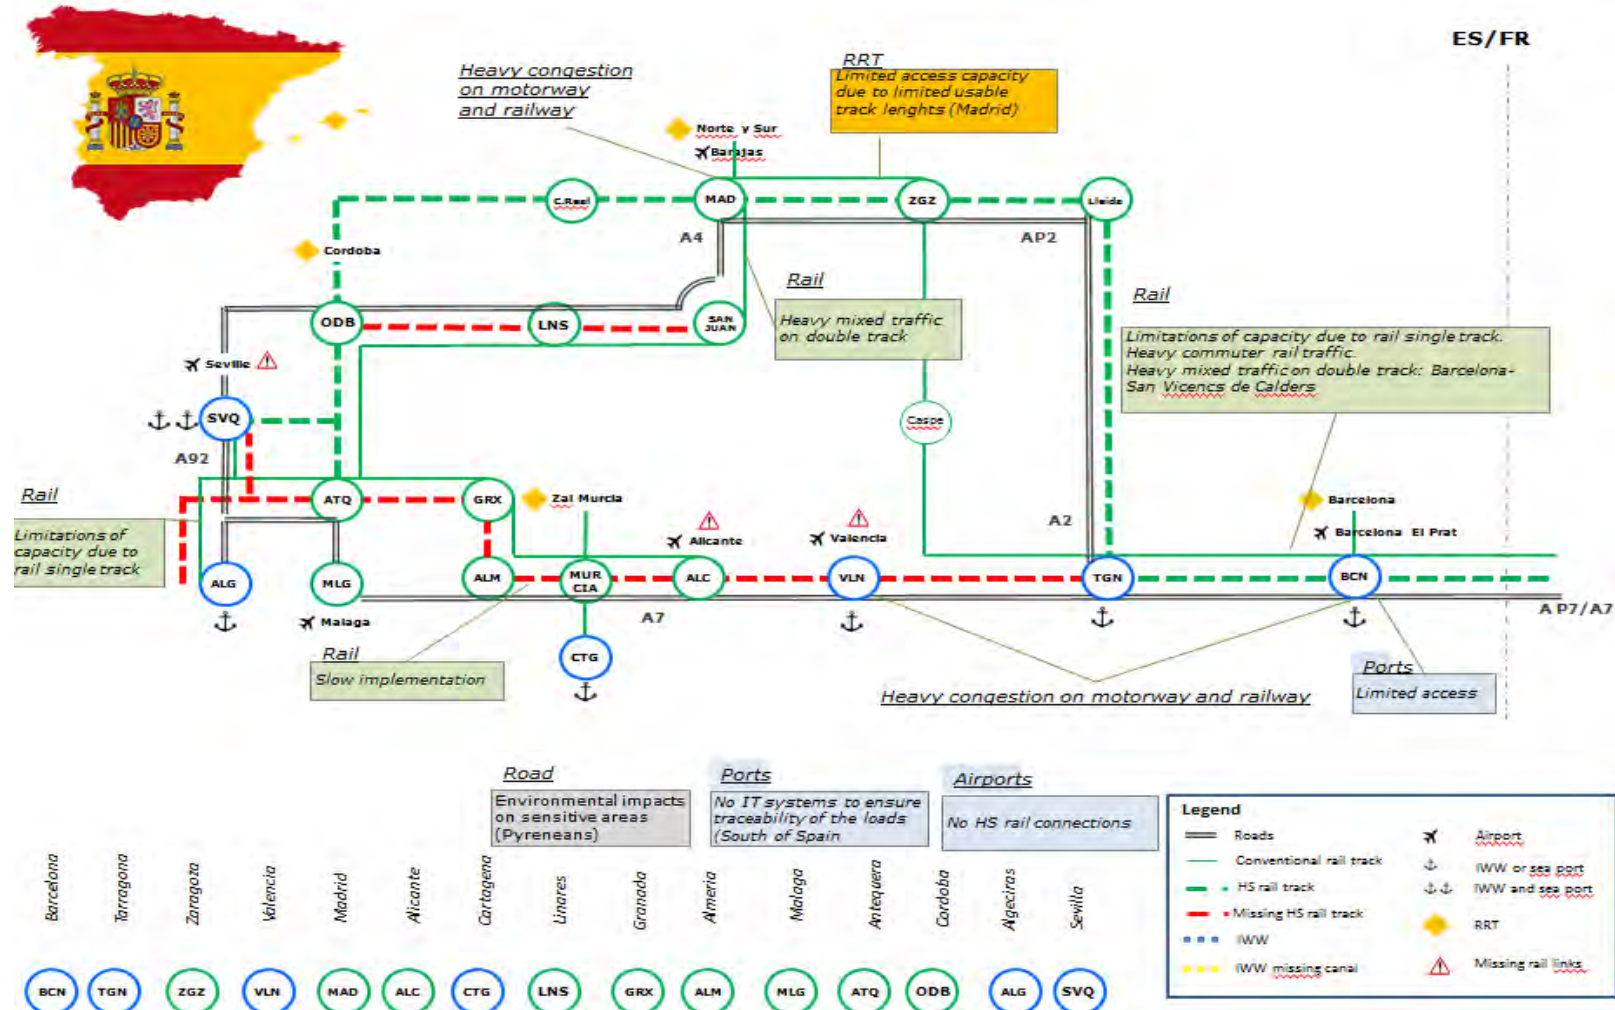 ES/FR
Heavy congestion
on motorway
and railway
RRT
Limited access capacity
due to limited usable
track lenghts (Madrid)
Norte y Sur
Barajas
C.Real
MAD
ZGZ
Lleida
A4
AP2
Cordoba
Rail
Heavy mixed traffic
on double track
Rail
Limitations of capacity due to rail single track.
Heavy commuter rail traffic.
Heavy mixed traffic on double track: Barcelona-
San Vicencs de Calders
ODB
LNS
SAN
JUAN
Seville
SVQ
Caspe
A92
Rail
Limitations of
capacity due to
rail single track
ATQ
GRX
Zal Murcia
Alicante
Valencia
A2
Barcelona
Barcelona El Prat
ALG
MLG
ALM
MUR
CIA
ALC
VLN
TGN
BCN
Malaga
A7
A P7/A7
Rail
Slow implementation
CTG
Heavy congestion on motorway and railway
Ports
Limited access
Road
Environmental impacts
on sensitive areas
(Pyreneans)
Ports
No IT systems to ensure
traceability of the loads
(South of Spain
Airports
No HS rail connections
Legend
Roads
Conventional rail track
HS rail track
Missing HS rail track
IWW
IWW missing canal
Airport
IWW or sea port
IWW and sea port
RRT
Missing rail links
Barcelona
Tarragona
Zaragoza
Valencia
Madrid
Alicante
Cartagena
Linares
Granada
Almeria
Malaga
Antequera
Cordoba
Algeciras
Sevilla
BCN
TGN
ZGZ
VLN
MAD
ALC
CTG
LNS
GRX
ALM
MLG
ATQ
ODB
ALG
SVQ